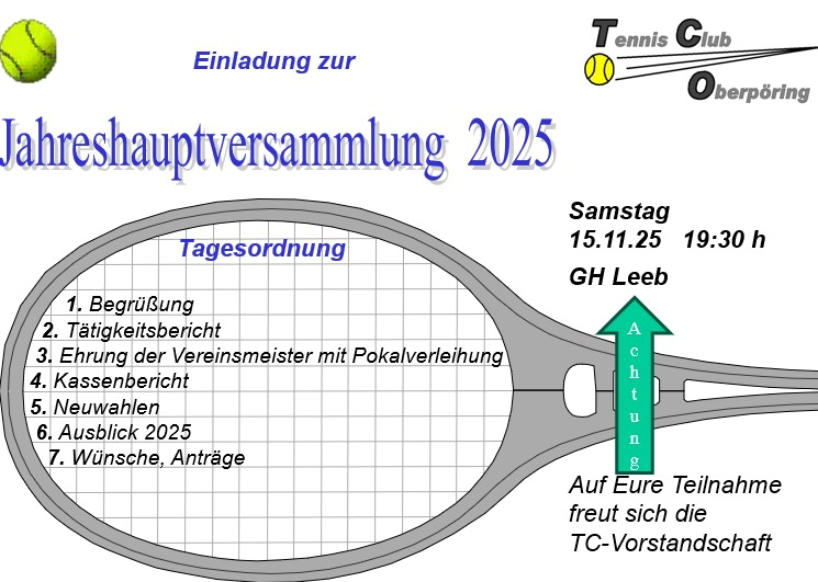 Einladung zur
Tennis Club
Oberpöring
Jahreshauptversammlung 2025
Samstag
15.11.25 19:30 h
GH Leeb
Achtung
Tagesordnung
1. Begrüßung
2. Tätigkeitsbericht
3. Ehrung der Vereinsmeister mit Pokalverleihung
4. Kassenbericht
5. Neuwahlen
6. Ausblick 2025
7. Wünsche, Anträge
Auf Eure Teilnahme
freut sich die
TC-Vorstandschaft